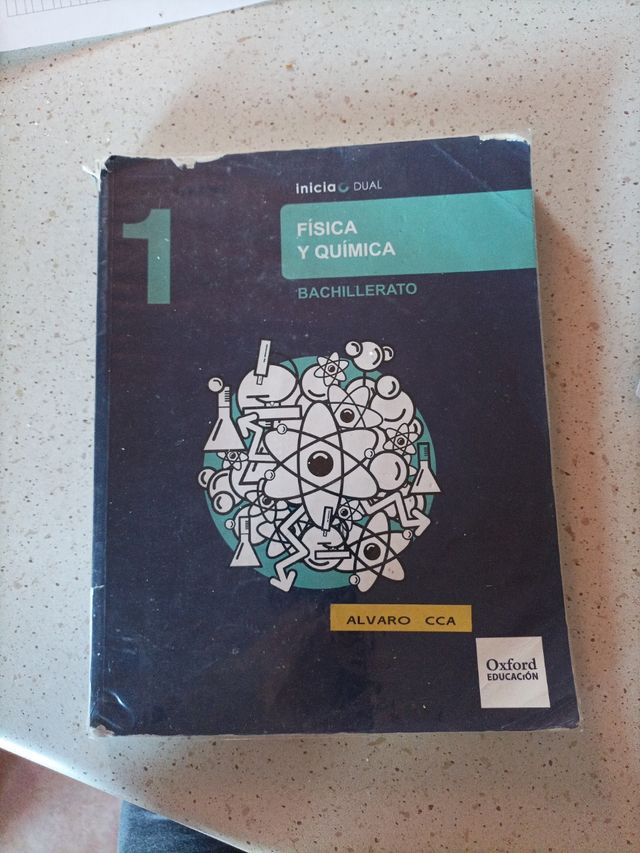 inicia DUAL
1
FÍSICA
Y QUÍMICA
BACHILLERATO
ALVARO CCA
Oxford
EDUCACIÓN